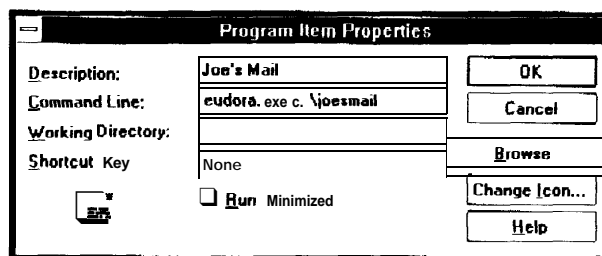 Program Item Properties
Description: Joe's Mail
Command Line: eudora. exe c. \joesmail
Working Directory:
Shortcut Key None
Run Minimized
OK
Cancel
Browse
Change Icon...
Help